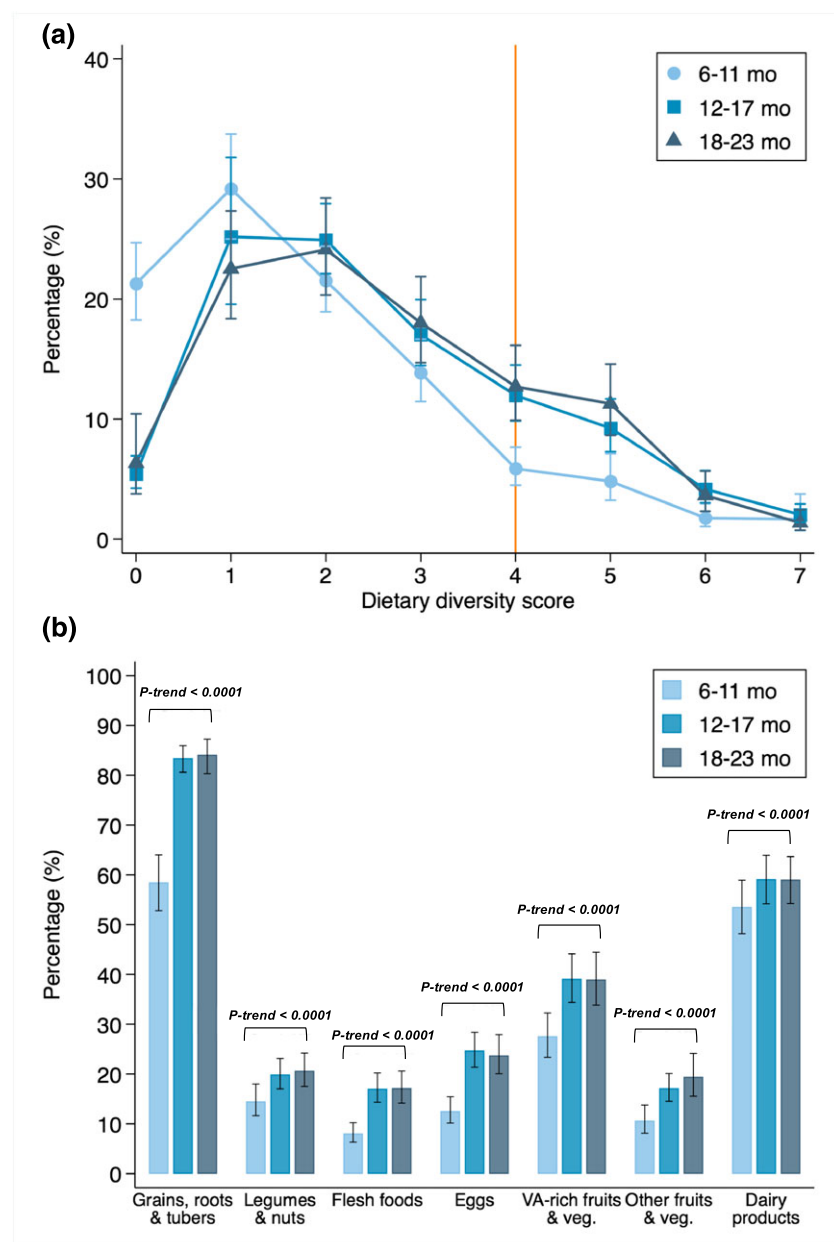 (a)
40
30
20
10
0
Percentage (%)
6-11 mo
12-17 mo
18-23 mo
0 1 2 3 4 5 6 7
Dietary diversity score
(b)
100
90
80
70
60
50
40
30
20
10
0
Percentage (%)
6-11 mo
12-17 mo
18-23 mo
P-trend < 0.0001
P-trend < 0.0001
P-trend < 0.0001
P-trend < 0.0001
P-trend < 0.0001
P-trend < 0.0001
P-trend < 0.0001
Grains, roots
& tubers
Legumes
& nuts
Flesh foods
Eggs
VA-rich fruits
& veg.
Other fruits
& veg.
Dairy
products